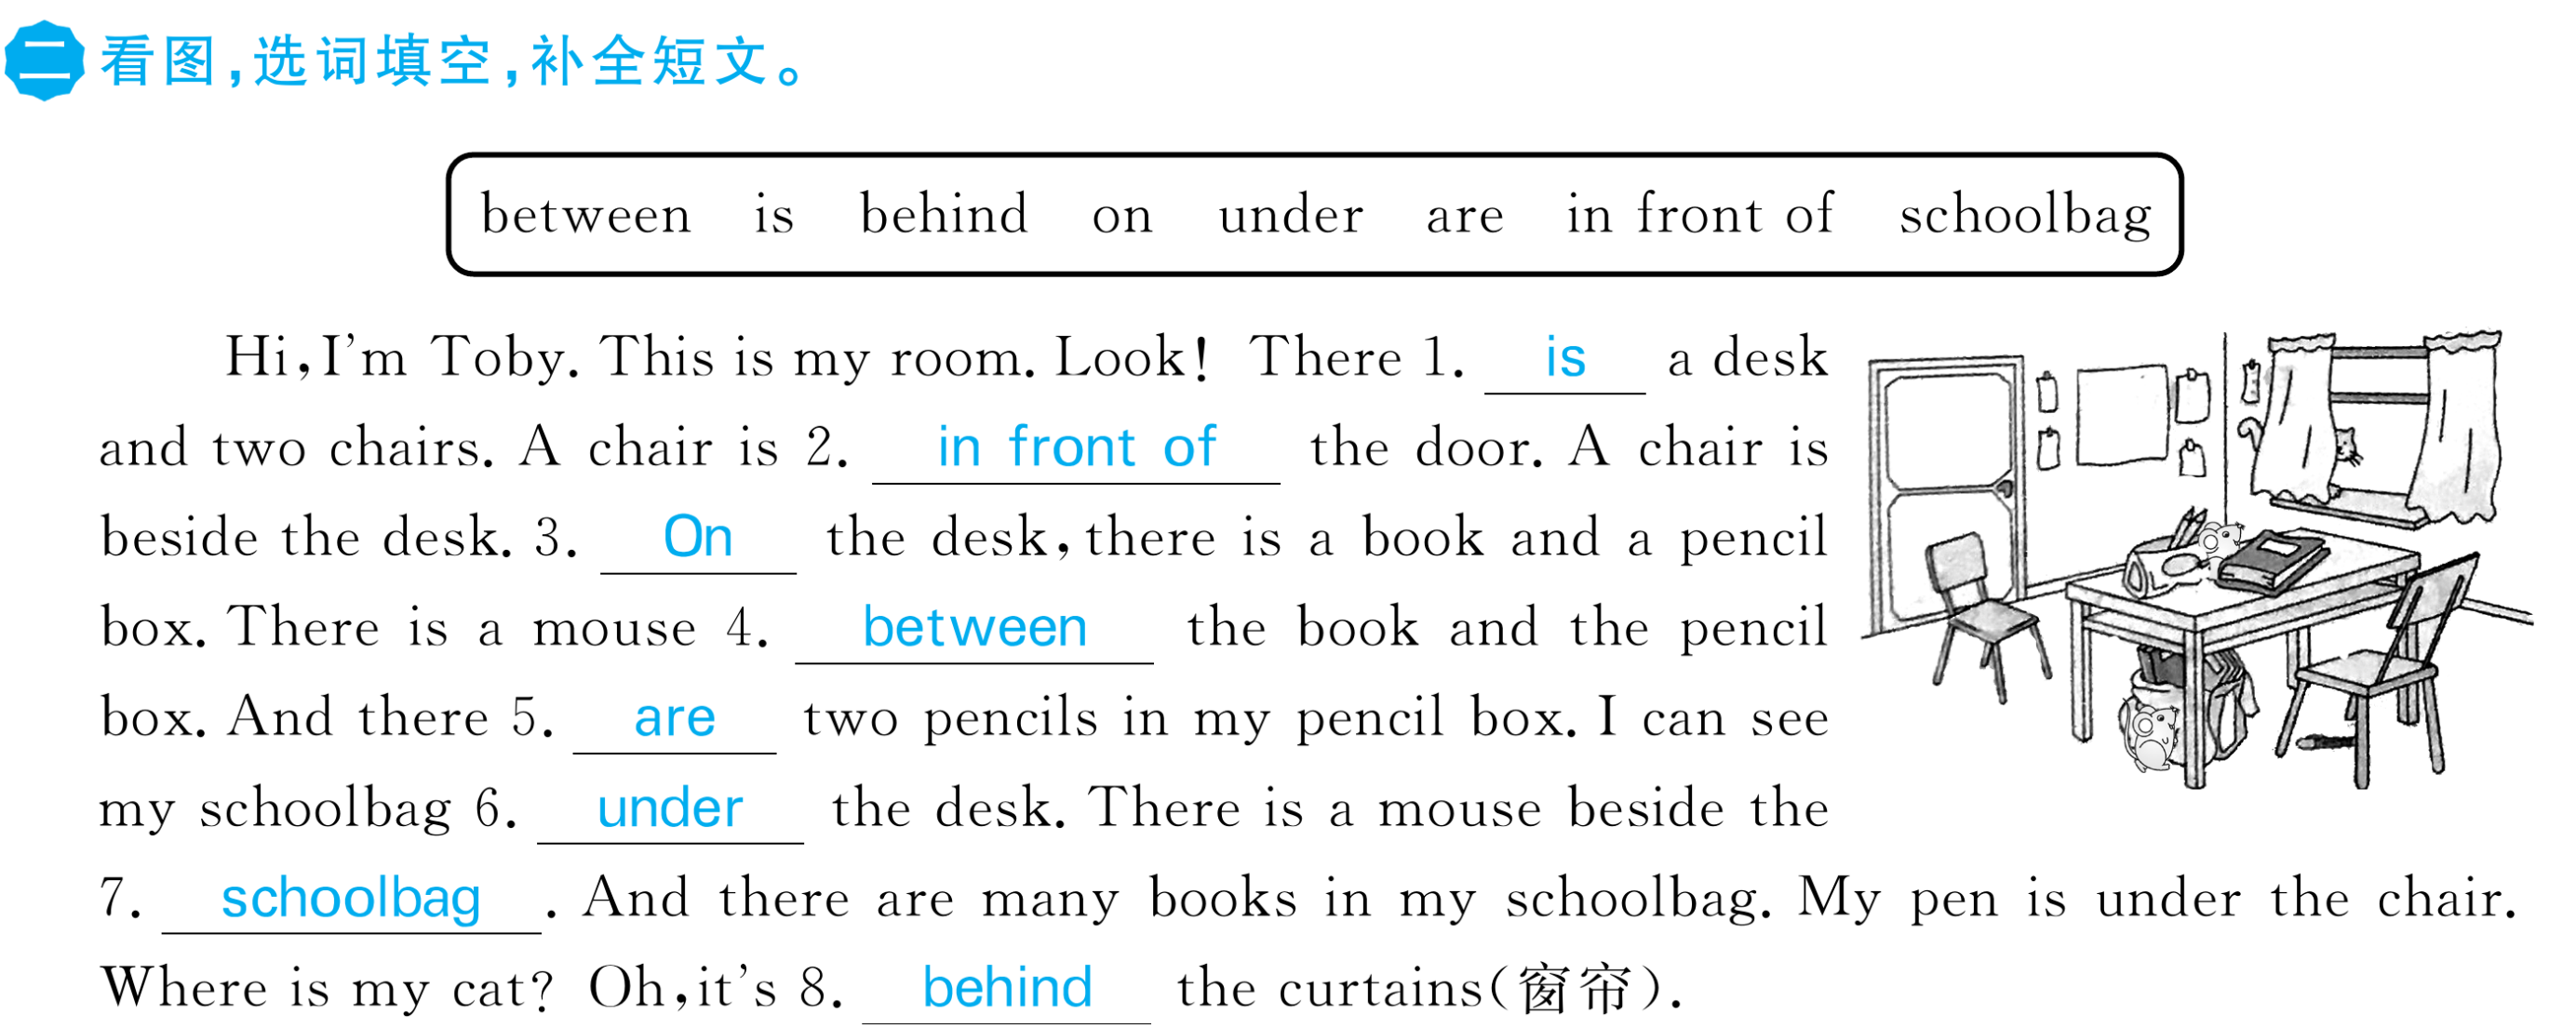 二 看图,选词填空,补全短文。
between is behind on under are in front of schoolbag
Hi,I'm Toby. This is my room. Look! There 1. is a desk
and two chairs. A chair is 2. in front of the door. A chair is
beside the desk. 3. On the desk,there is a book and a pencil
box. There is a mouse 4. between the book and the pencil
box. And there 5. are two pencils in my pencil box. I can see
my schoolbag 6. under the desk. There is a mouse beside the
7. schoolbag. And there are many books in my schoolbag. My pen is under the chair.
Where is my cat? Oh,it's 8. behind the curtains(窗帘).